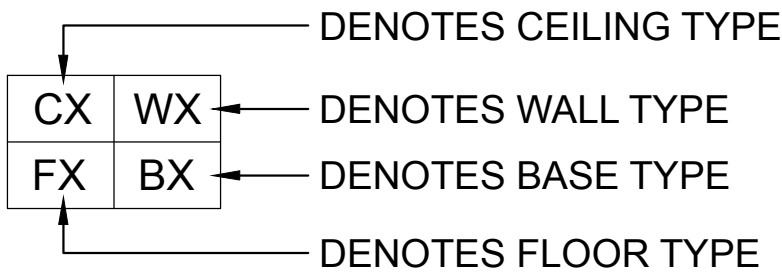 DENOTES CEILING TYPE
CX WX
DENOTES WALL TYPE
FX BX
DENOTES BASE TYPE
DENOTES FLOOR TYPE